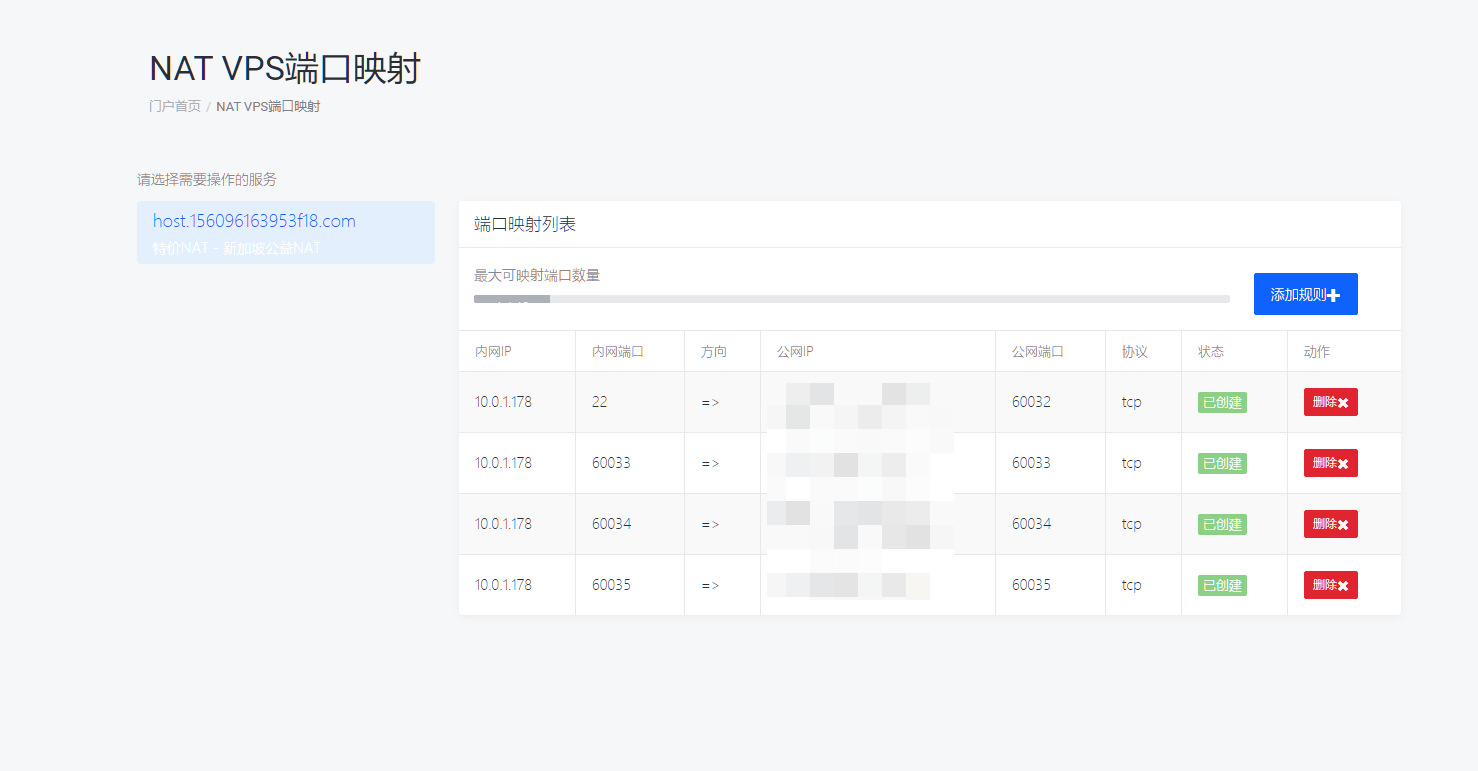 NAT VPS端口映射
门户首页 / NAT VPS端口映射
请选择需要操作的服务
host.156096163953f18.com
特价NAT - 新加坡公益NAT
端口映射列表
最大可映射端口数量
添加规则
内网IP 内网端口 方向 公网IP 公网端口 协议 状态 动作
10.0.1.178 22 => 60032 tcp 已创建 删除
10.0.1.178 60033 => 60033 tcp 已创建 删除
10.0.1.178 60034 => 60034 tcp 已创建 删除
10.0.1.178 60035 => 60035 tcp 已创建 删除